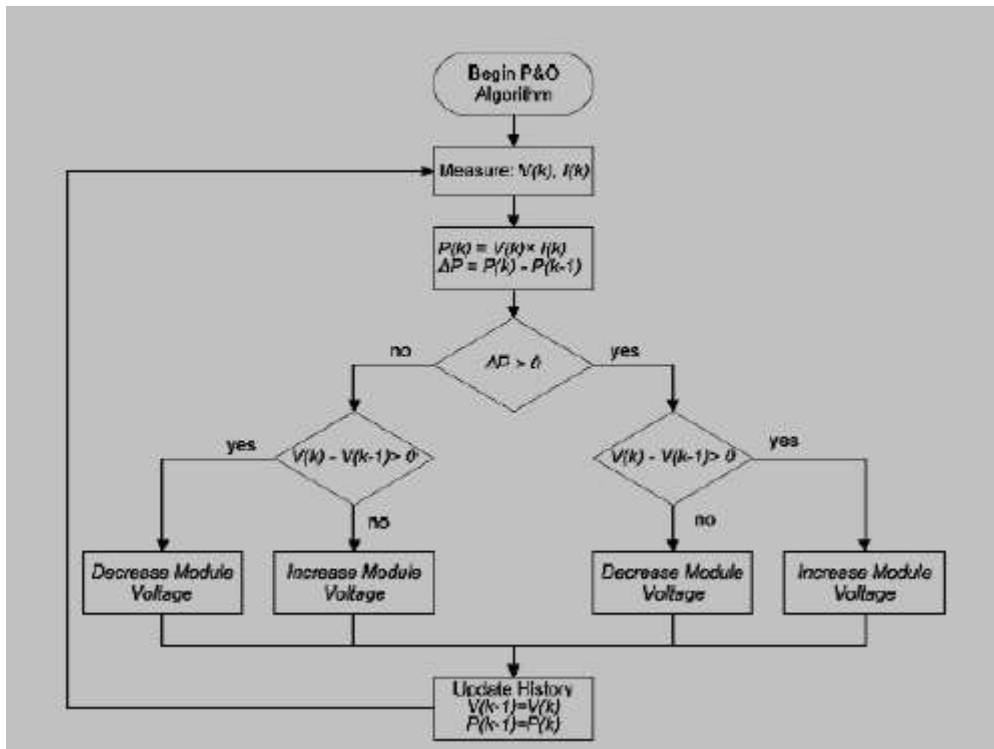 Begin P&O
Algorithm
Measure: V(k), I(k)
P(k) = V(k)× I(k)
ΔP = P(k) - P(k-1)
no
ΔP > 0
yes
yes
V(k) - V(k-1)> 0
V(k) - V(k-1)> 0
yes
no
no
Decrease Module
Voltage
Increase Module
Voltage
Decrease Module
Voltage
Increase Module
Voltage
Update History
V(k-1)=V(k)
P(k-1)=P(k)